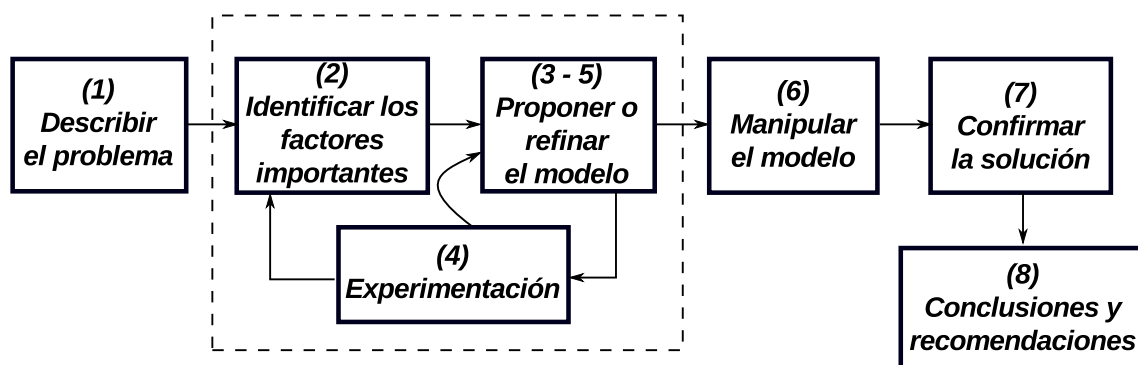 (1)
Describir
el problema
(2)
Identificar los
factores
importantes
(3 - 5)
Proponer o
refinar
el modelo
(4)
Experimentación
(6)
Manipular
el modelo
(7)
Confirmar
la solución
(8)
Conclusiones y
recomendaciones